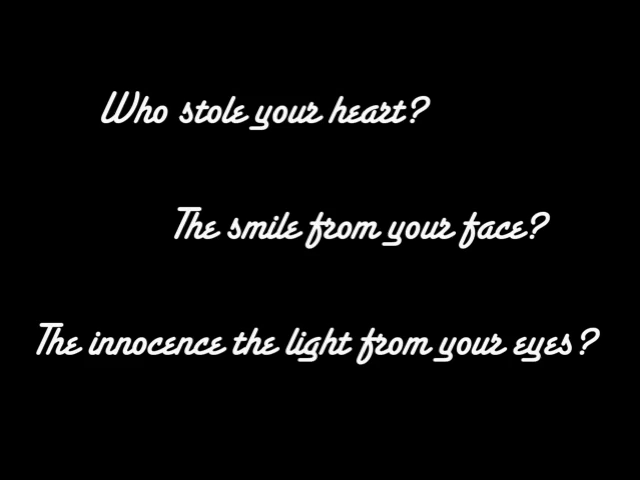 Who stole your heart?
The smile from your face?
The innocence the light from your eyes?